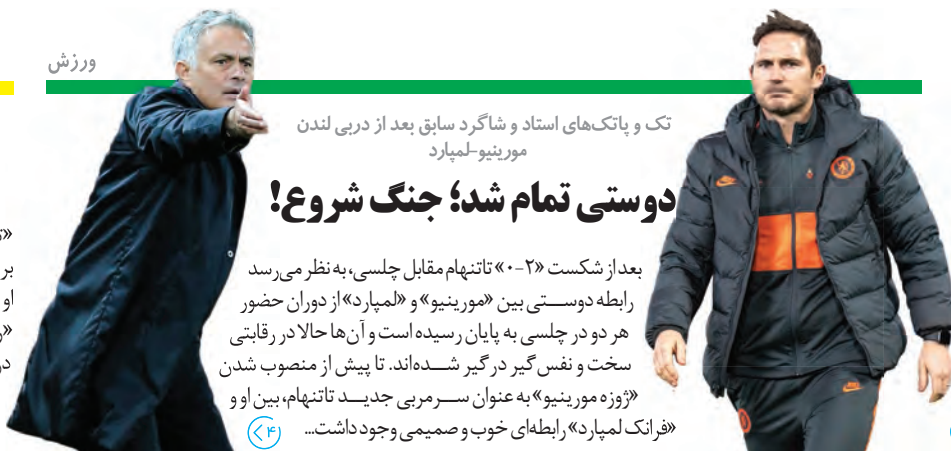 ورزش
تک و پاتک‌های استاد و شاگرد سابق بعد از دربی لندن
مورینیو-لمپارد
دوستی تمام شد؛ جنگ شروع!
بعد از شکست «۲-۰» تاتنهام مقابل چلسی، به نظر می‌رسد
رابطه دوستی بین «مورینیو» و «لمپارد» از دوران حضور
هر دو در چلسی به پایان رسیده است و آن‌ها حالا در رقابتی
سخت و نفس گیر درگیر شده‌اند. تا پیش از منصوب شدن
«ژوزه مورینیو» به عنوان سرمربی جدید تاتنهام، بین او و
«فرانک لمپارد» رابطه‌ای خوب و صمیمی وجود داشت...
۴
بر
او